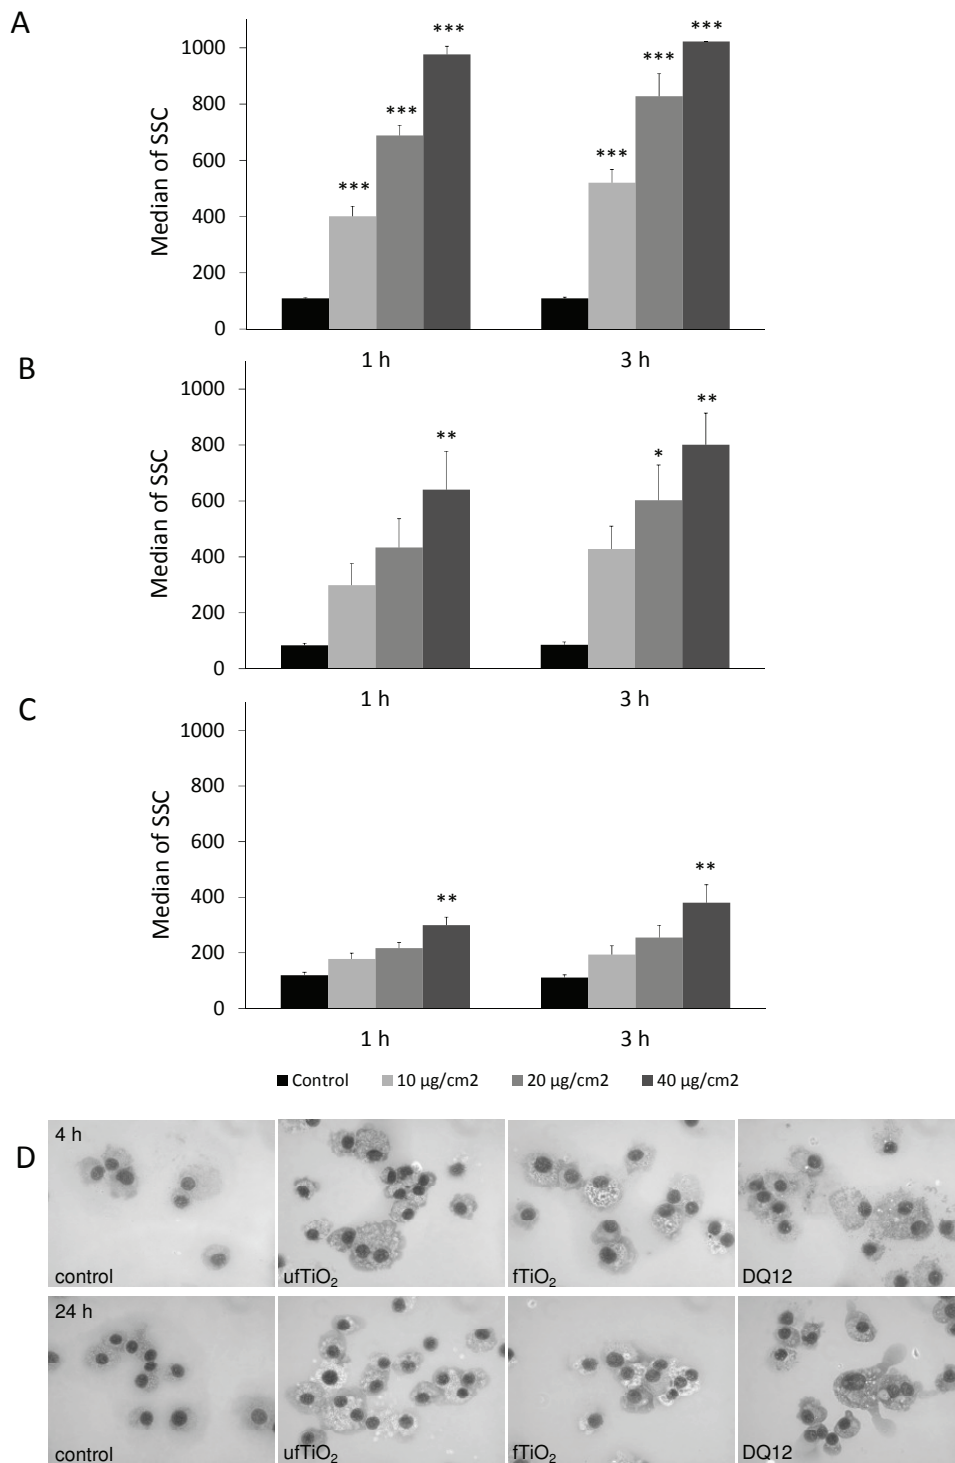 A
Median of SSC
1000
800
600
400
200
0
***
***
***
***
***
***
1 h
3 h
B
Median of SSC
1000
800
600
400
200
0
**
*
**
1 h
3 h
C
Median of SSC
1000
800
600
400
200
0
**
**
1 h
3 h
Control 10 µg/cm2 20 µg/cm2 40 µg/cm2
D
4 h
control
ufTiO₂
fTiO₂
DQ12
24 h
control
ufTiO₂
fTiO₂
DQ12